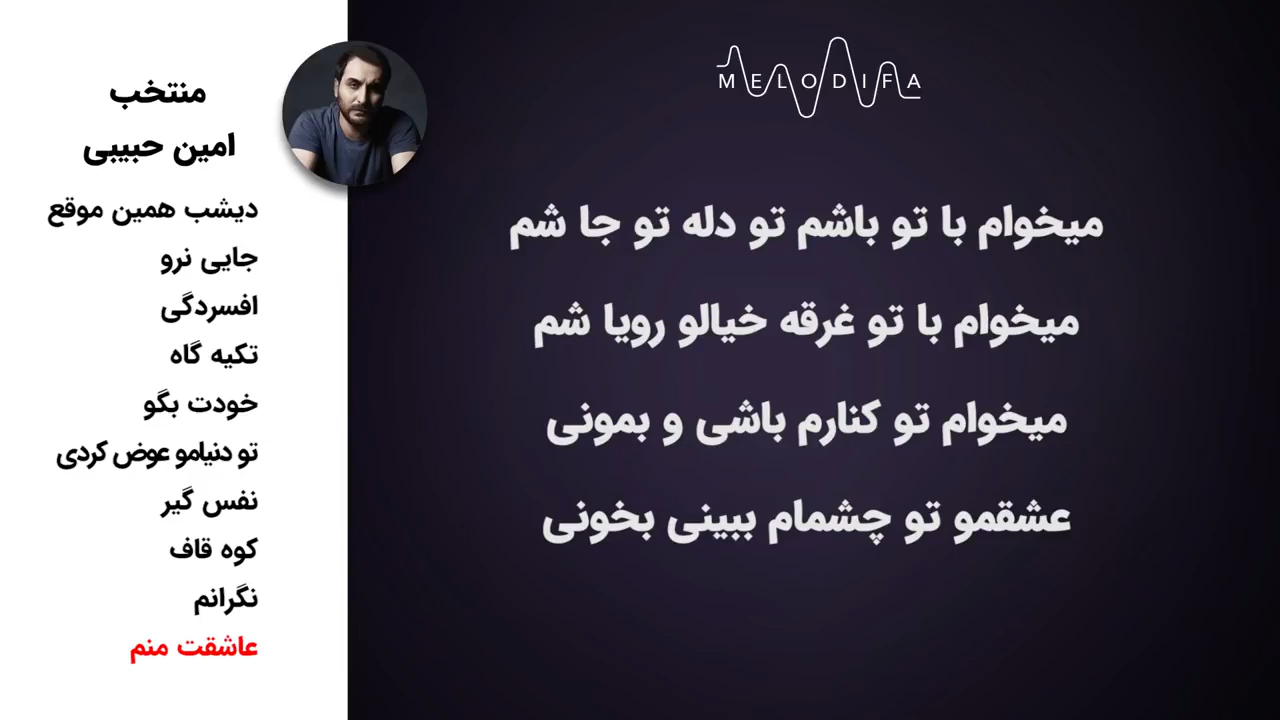 MELODIFA
منتخب
امین حبیبی
دیشب همین موقع
جایی نرو
افسردگی
تکیه گاه
خودت بگو
تو دنیامو عوض کردی
نفس گیر
کوه قاف
نگرانم
عاشقت منم
میخوام با تو باشم تو دله تو جا شم
میخوام با تو غرقه خیالو رویا شم
میخوام تو کنارم باشی و بمونی
عشقمو تو چشمام ببینی بخونی